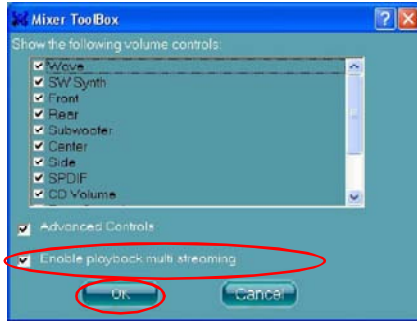 Mixer ToolBox
Show the following volume controls:
Wave
SW Synth
Front
Rear
Subwoofer
Center
Side
SPDIF
CD Volume
Advanced Controls
Enable playback multi streaming
OK
Cancel